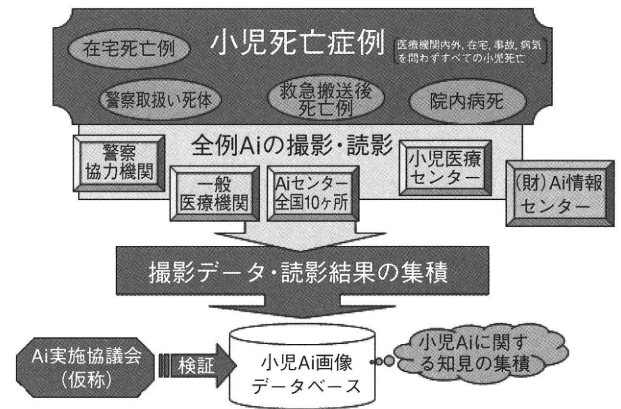 小児死亡症例
医療機関内外, 在宅, 事故, 病気
を問わずすべての小児死亡
在宅死亡例
警察取扱い死体
救急搬送後
死亡例
院内病死
全例Aiの撮影・読影
警察
協力機関
一般
医療機関
Aiセンター
全国10ヶ所
小児医療
センター
(財)Ai情報
センター
撮影データ・読影結果の集積
Ai実施協議会
(仮称)
検証
小児Ai画像
データベース
小児Aiに関す
る知見の集積